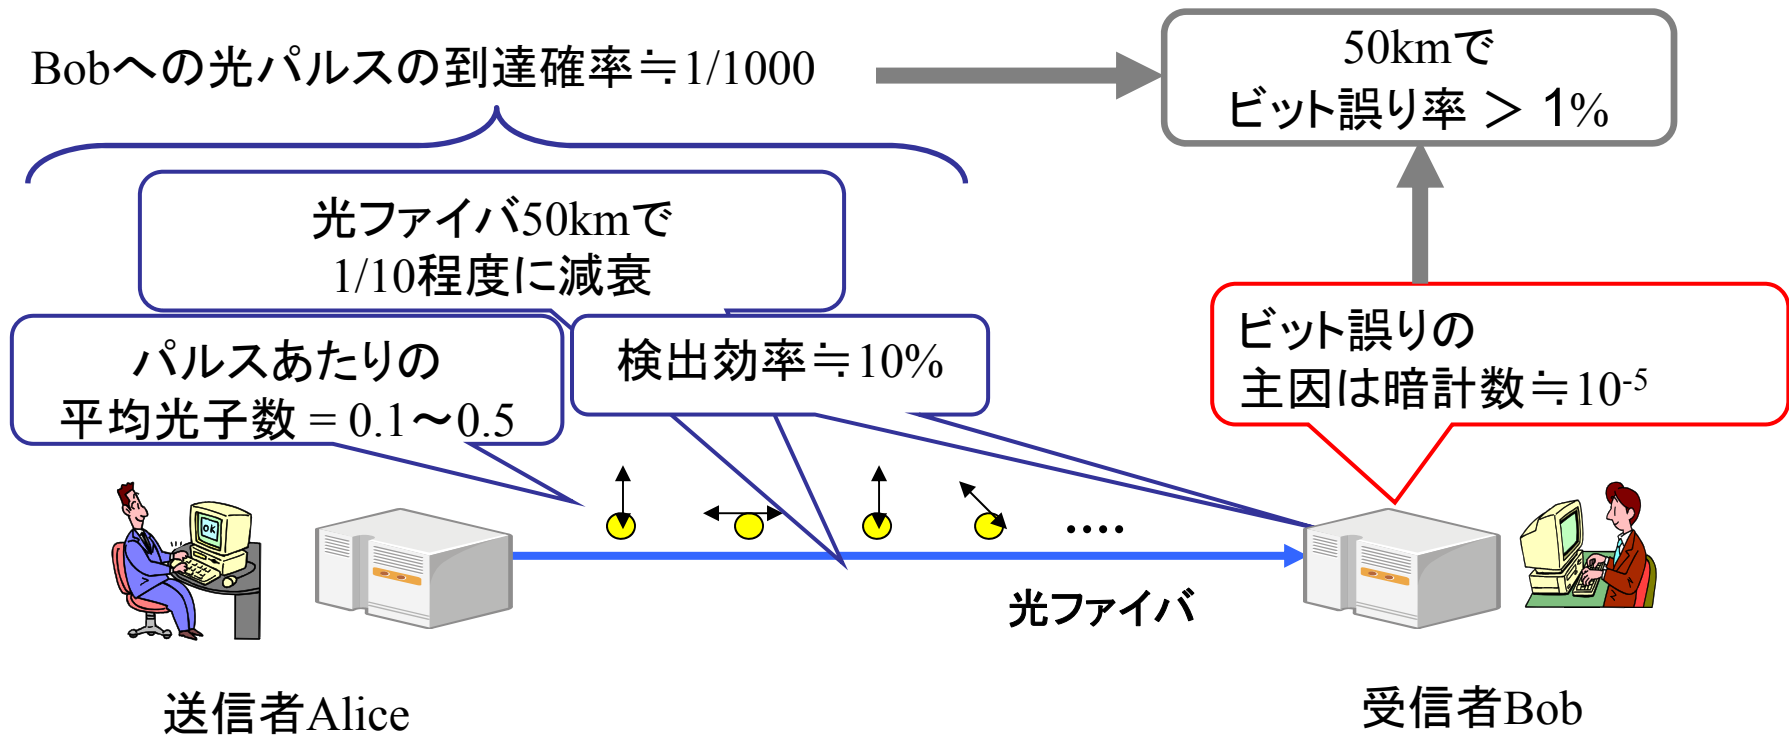 Bobへの光パルスの到達確率≒1/1000
50kmで
ビット誤り率 ＞ 1%
光ファイバ50kmで
1/10程度に減衰
パルスあたりの
平均光子数 = 0.1～0.5
検出効率≒10%
ビット誤りの
主因は暗計数≒10⁻⁵
OK
....
光ファイバ
送信者Alice
受信者Bob